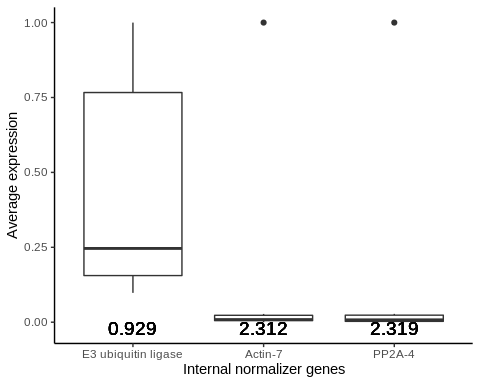 1.00
0.75
0.50
0.25
0.00
Average expression
0.929 2.312 2.319
E3 ubiquitin ligase Actin-7 PP2A-4
Internal normalizer genes